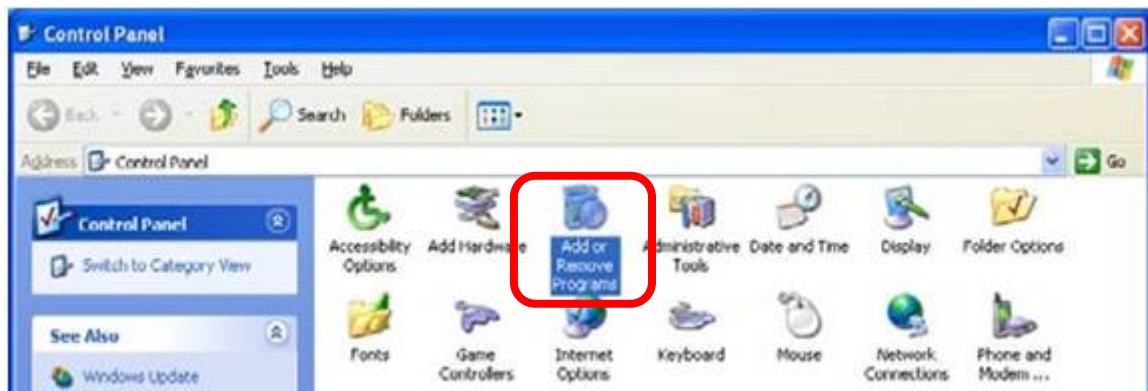 Control Panel
File Edit View Favorites Tools Help
Back Search Folders
Address Control Panel Go
Control Panel
Switch to Category View
See Also
Windows Update
Accessibility Options
Add Hardware
Add or Remove Programs
Administrative Tools
Date and Time
Display
Folder Options
Fonts
Game Controllers
Internet Options
Keyboard
Mouse
Network Connections
Phone and Modem ...